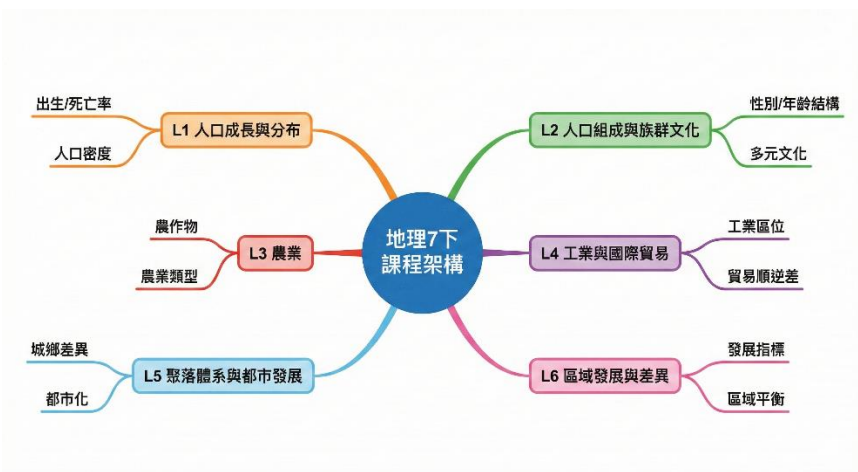 地理7下
課程架構
L1 人口成長與分布
出生/死亡率
人口密度
L2 人口組成與族群文化
性別/年齡結構
多元文化
L3 農業
農作物
農業類型
L4 工業與國際貿易
工業區位
貿易順逆差
L5 聚落體系與都市發展
城鄉差異
都市化
L6 區域發展與差異
發展指標
區域平衡